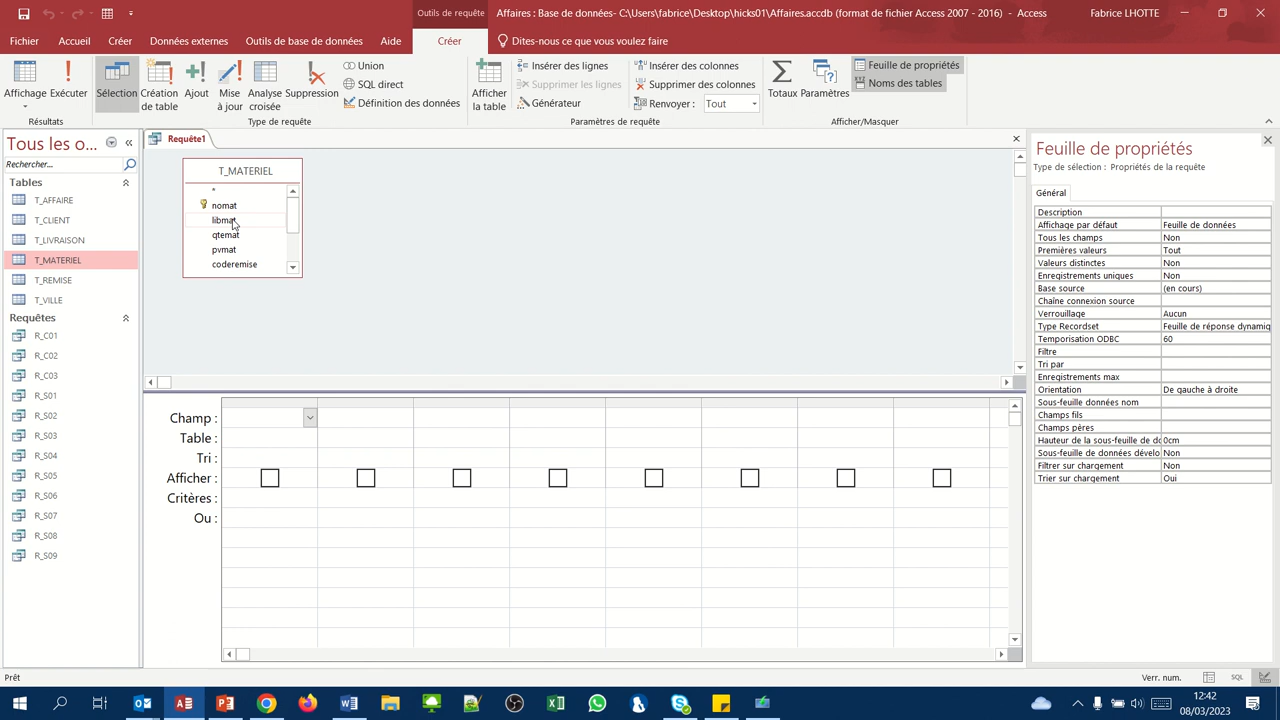 Outils de requête
Affaires : Base de données- C:\Users\fabrice\Desktop\hicks01\Affaires.accdb (format de fichier Access 2007 - 2016) - Access
Fabrice LHOTTE
Fichier
Accueil
Créer
Données externes
Outils de base de données
Aide
Créer
Dites-nous ce que vous voulez faire
Affichage
Exécuter
Résultats
Sélection
Création de table
Ajout
Mise à jour
Analyse croisée
Suppression
Union
SQL direct
Définition des données
Type de requête
Afficher la table
Insérer des lignes
Supprimer les lignes
Générateur
Insérer des colonnes
Supprimer des colonnes
Renvoyer : Tout
Paramètres de requête
Totaux
Paramètres
Feuille de propriétés
Noms des tables
Afficher/Masquer
Tous les o...
Rechercher...
Tables
T_AFFAIRE
T_CLIENT
T_LIVRAISON
T_MATERIEL
T_REMISE
T_VILLE
Requêtes
R_C01
R_C02
R_C03
R_S01
R_S02
R_S03
R_S04
R_S05
R_S06
R_S07
R_S08
R_S09
Requête1
T_MATERIEL
*
nomat
libmat
qtemat
pvmat
coderemise
Champ :
Table :
Tri :
Afficher :
Critères :
Ou :
Feuille de propriétés
Type de sélection : Propriétés de la requête
Général
Description
Affichage par défaut Feuille de données
Tous les champs Non
Premières valeurs Tout
Valeurs distinctes Non
Enregistrements uniques Non
Base source (en cours)
Chaîne connexion source
Verrouillage Aucun
Type Recordset Feuille de réponse dynamiq
Temporisation ODBC 60
Filtre
Tri par
Enregistrements max
Orientation De gauche à droite
Sous-feuille données nom
Champs fils
Champs pères
Hauteur de la sous-feuille de do 0cm
Sous-feuille de données dévelo Non
Filtrer sur chargement Non
Trier sur chargement Oui
Prêt
Verr. num.
SQL
12:42
08/03/2023